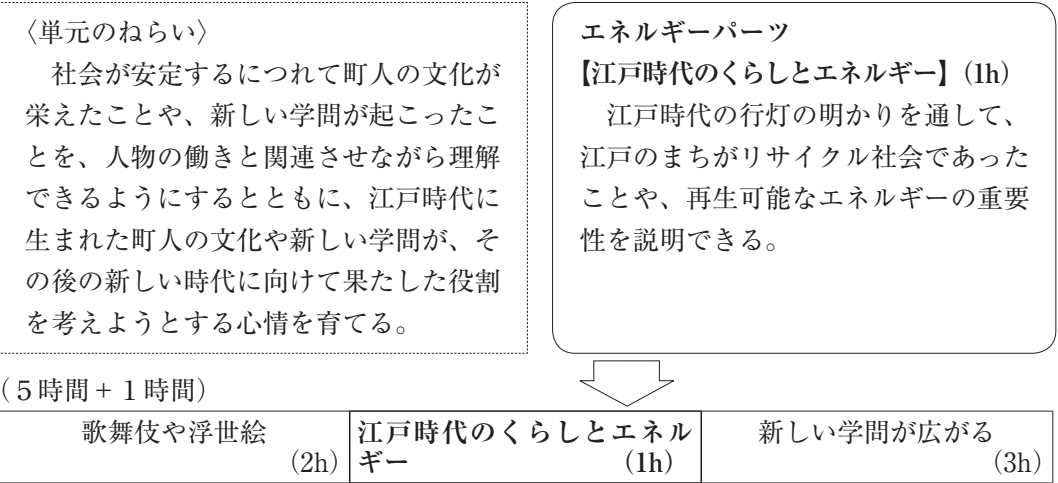 〈単元のねらい〉
社会が安定するにつれて町人の文化が
栄えたことや、新しい学問が起こったこ
とを、人物の働きと関連させながら理解
できるようにするとともに、江戸時代に
生まれた町人の文化や新しい学問が、そ
の後の新しい時代に向けて果たした役割
を考えようとする心情を育てる。
エネルギーパーツ
【江戸時代のくらしとエネルギー】(1h)
江戸時代の行灯の明かりを通して、
江戸のまちがリサイクル社会であった
ことや、再生可能なエネルギーの重要
性を説明できる。
(5時間+1時間)
歌舞伎や浮世絵
(2h)
江戸時代のくらしとエネル
ギー (1h)
新しい学問が広がる
(3h)